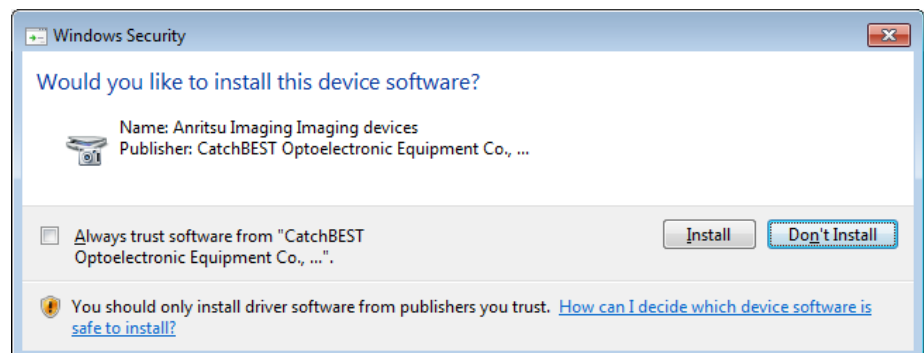 Windows Security
Would you like to install this device software?
Name: Anritsu Imaging Imaging devices
Publisher: CatchBEST Optoelectronic Equipment Co., ...
Always trust software from "CatchBEST
Optoelectronic Equipment Co., ...".
Install
Don't Install
You should only install driver software from publishers you trust. How can I decide which device software is
safe to install?